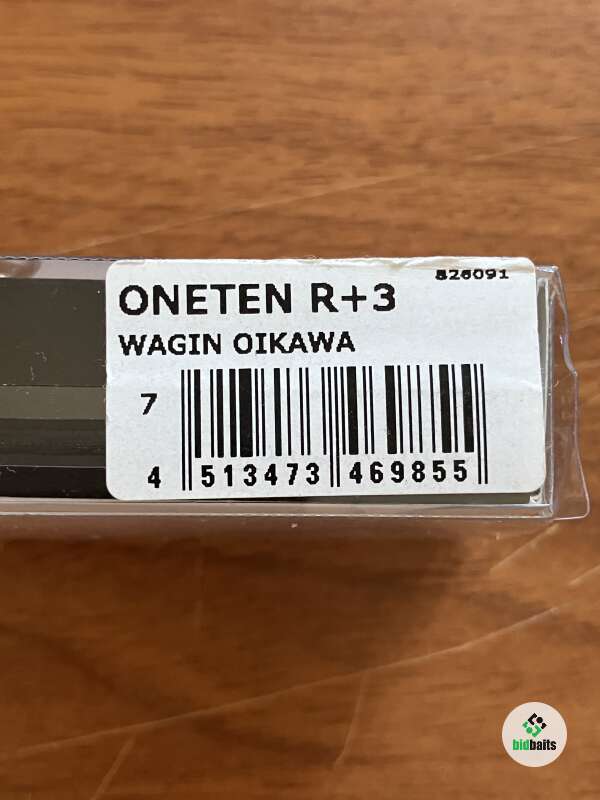 826091
ONETEN R+3
WAGIN OIKAWA
7
4 513473 469855
bidbaits